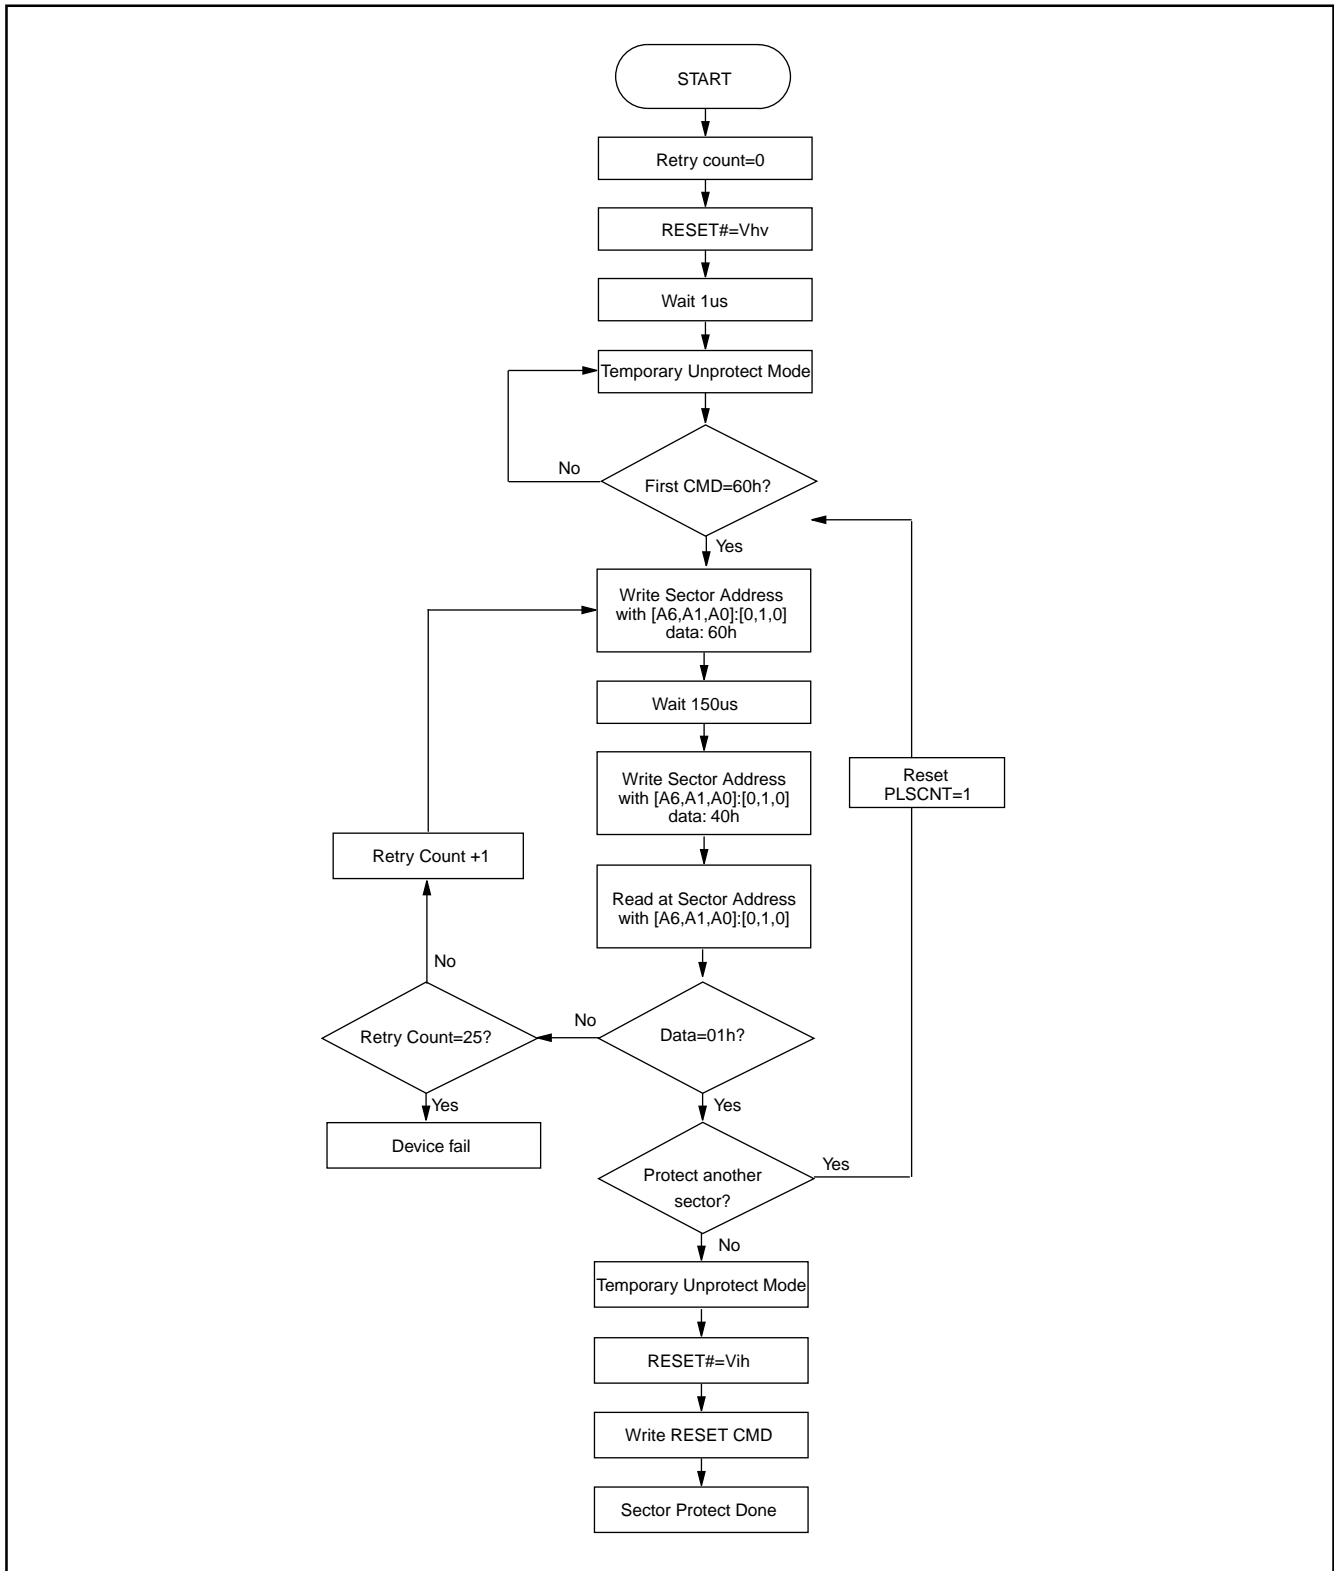 START
Retry count=0
RESET#=Vhv
Wait 1us
Temporary Unprotect Mode
No
First CMD=60h?
Yes
Write Sector Address
with [A6,A1,A0]:[0,1,0]
data: 60h
Wait 150us
Write Sector Address
with [A6,A1,A0]:[0,1,0]
data: 40h
Reset
PLSCNT=1
Retry Count +1
Read at Sector Address
with [A6,A1,A0]:[0,1,0]
No
No
Retry Count=25?
Data=01h?
Yes
Yes
Device fail
Protect another
sector?
Yes
No
Temporary Unprotect Mode
RESET#=Vih
Write RESET CMD
Sector Protect Done